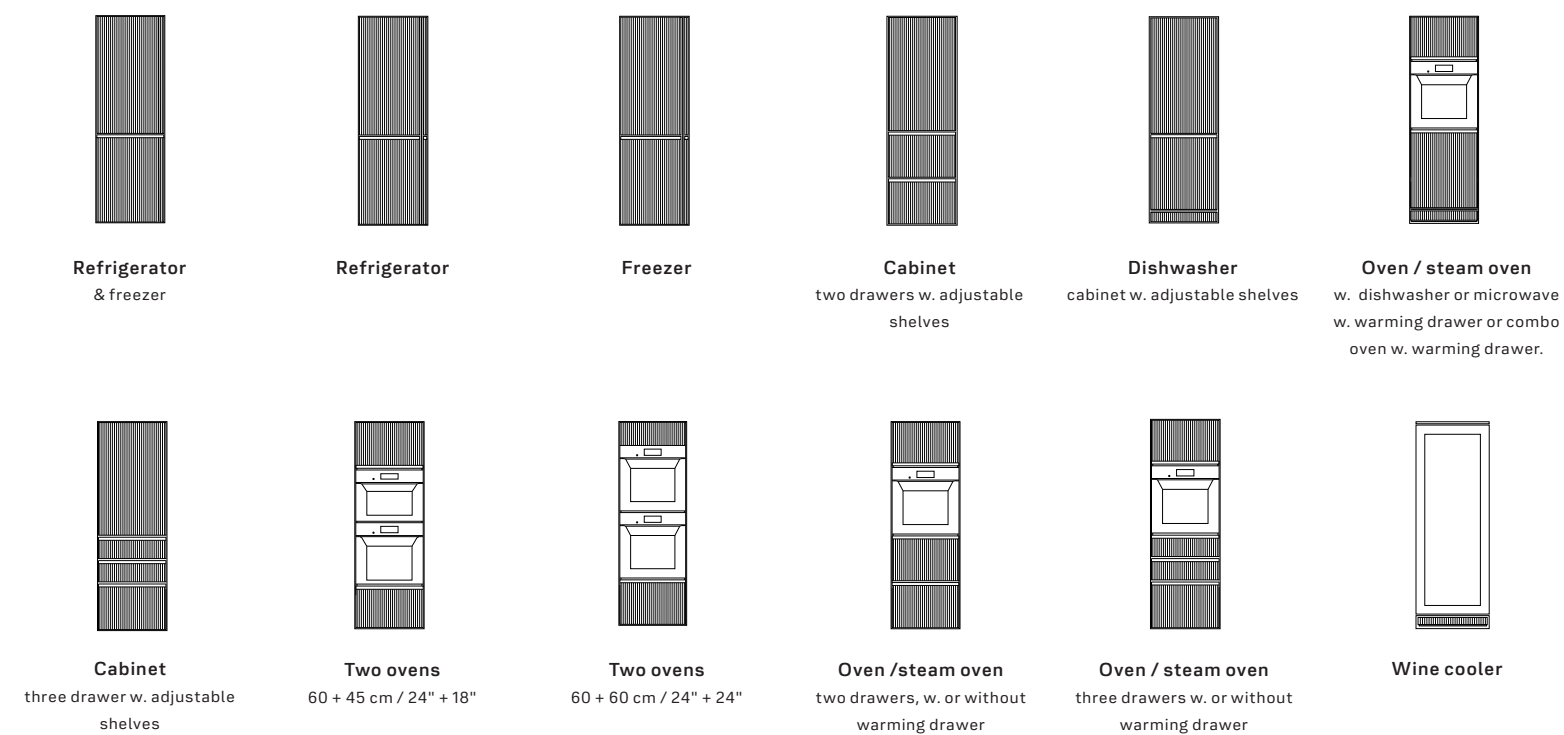 Refrigerator
& freezer
Refrigerator
Freezer
Cabinet
two drawers w. adjustable
shelves
Dishwasher
cabinet w. adjustable shelves
Oven / steam oven
w. dishwasher or microwave
w. warming drawer or combo
oven w. warming drawer.
Cabinet
three drawer w. adjustable
shelves
Two ovens
60 + 45 cm / 24" + 18"
Two ovens
60 + 60 cm / 24" + 24"
Oven /steam oven
two drawers, w. or without
warming drawer
Oven / steam oven
three drawers w. or without
warming drawer
Wine cooler